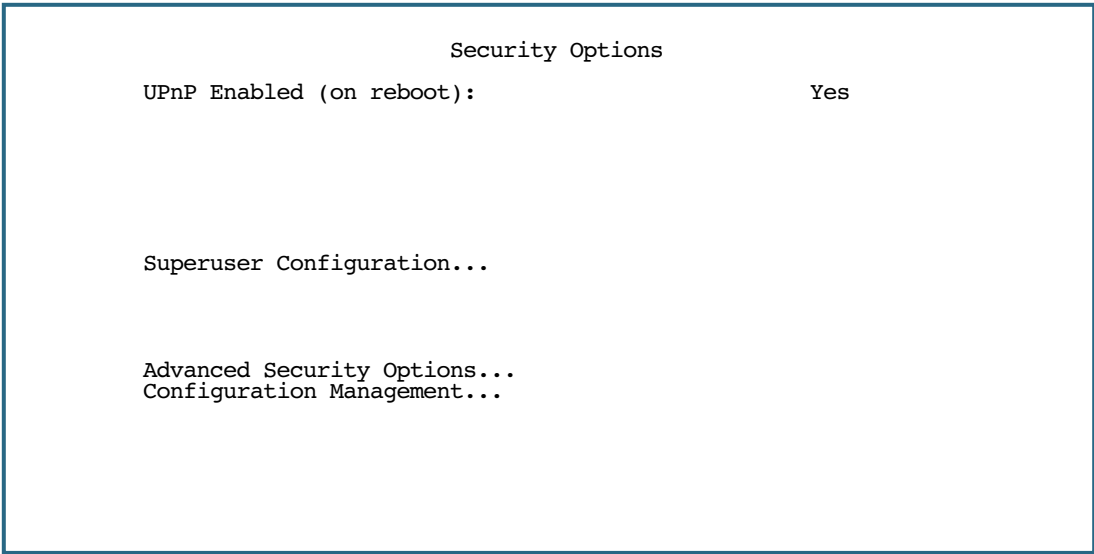 Security Options
UPnP Enabled (on reboot): Yes
Superuser Configuration...
Advanced Security Options...
Configuration Management...